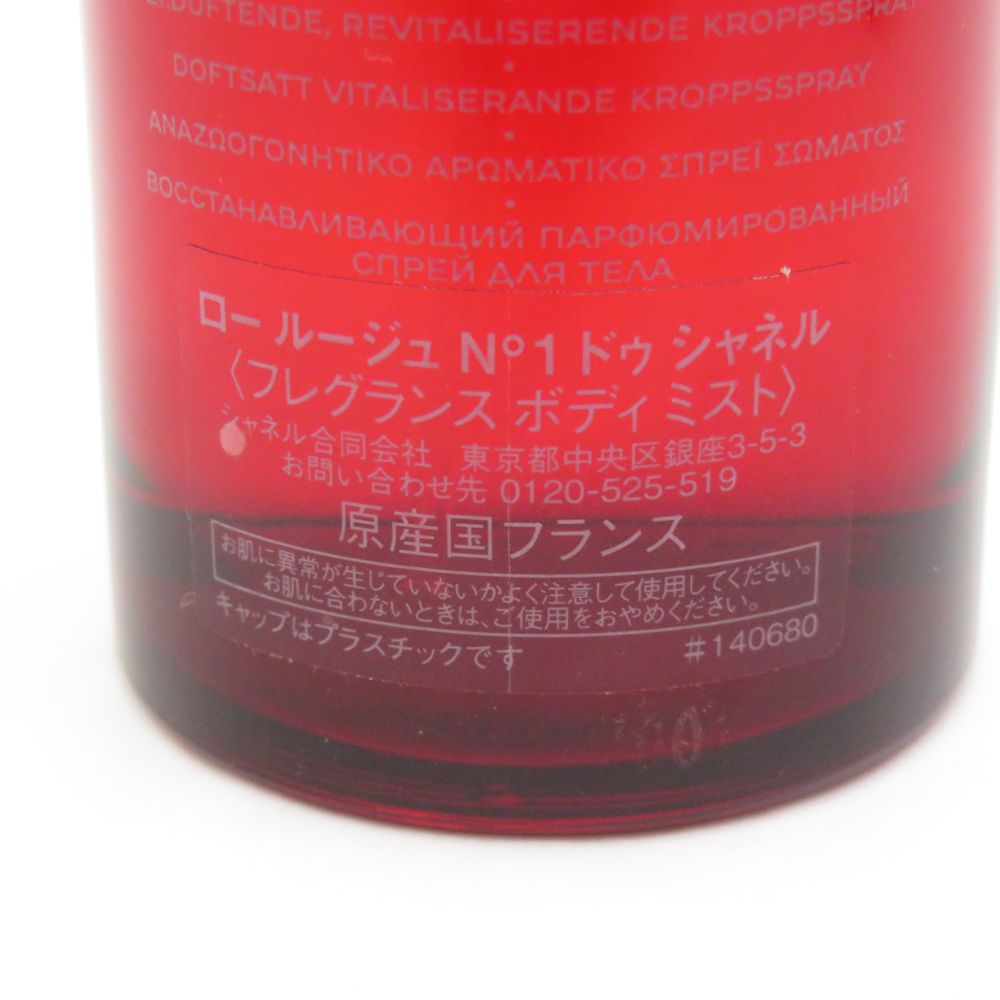 REVITALISERENDE KROPPSSPRAY
DOFTSATT VITALISERANDE KROPPSSPRAY
ΑΝΑΖΩΟΓΟΝΗΤΙΚΟ ΑΡΩΜΑΤΙΚΟ ΣΠΡΕΪ ΣΩΜΑΤΟΣ
ВОССТАНАВЛИВАЮЩИЙ ПАРФЮМИРОВАННЫЙ
СПРЕЙ ДЛЯ ТЕЛА
ロー ルージュ N°1 ドゥ シャネル
〈フレグランス ボディ ミスト〉
シャネル合同会社 東京都中央区銀座3-5-3
お問い合わせ先 0120-525-519
原産国フランス
お肌に異常が生じていないかよく注意して使用してください。
お肌に合わないときは、ご使用をおやめください。
キャップはプラスチックです #140680